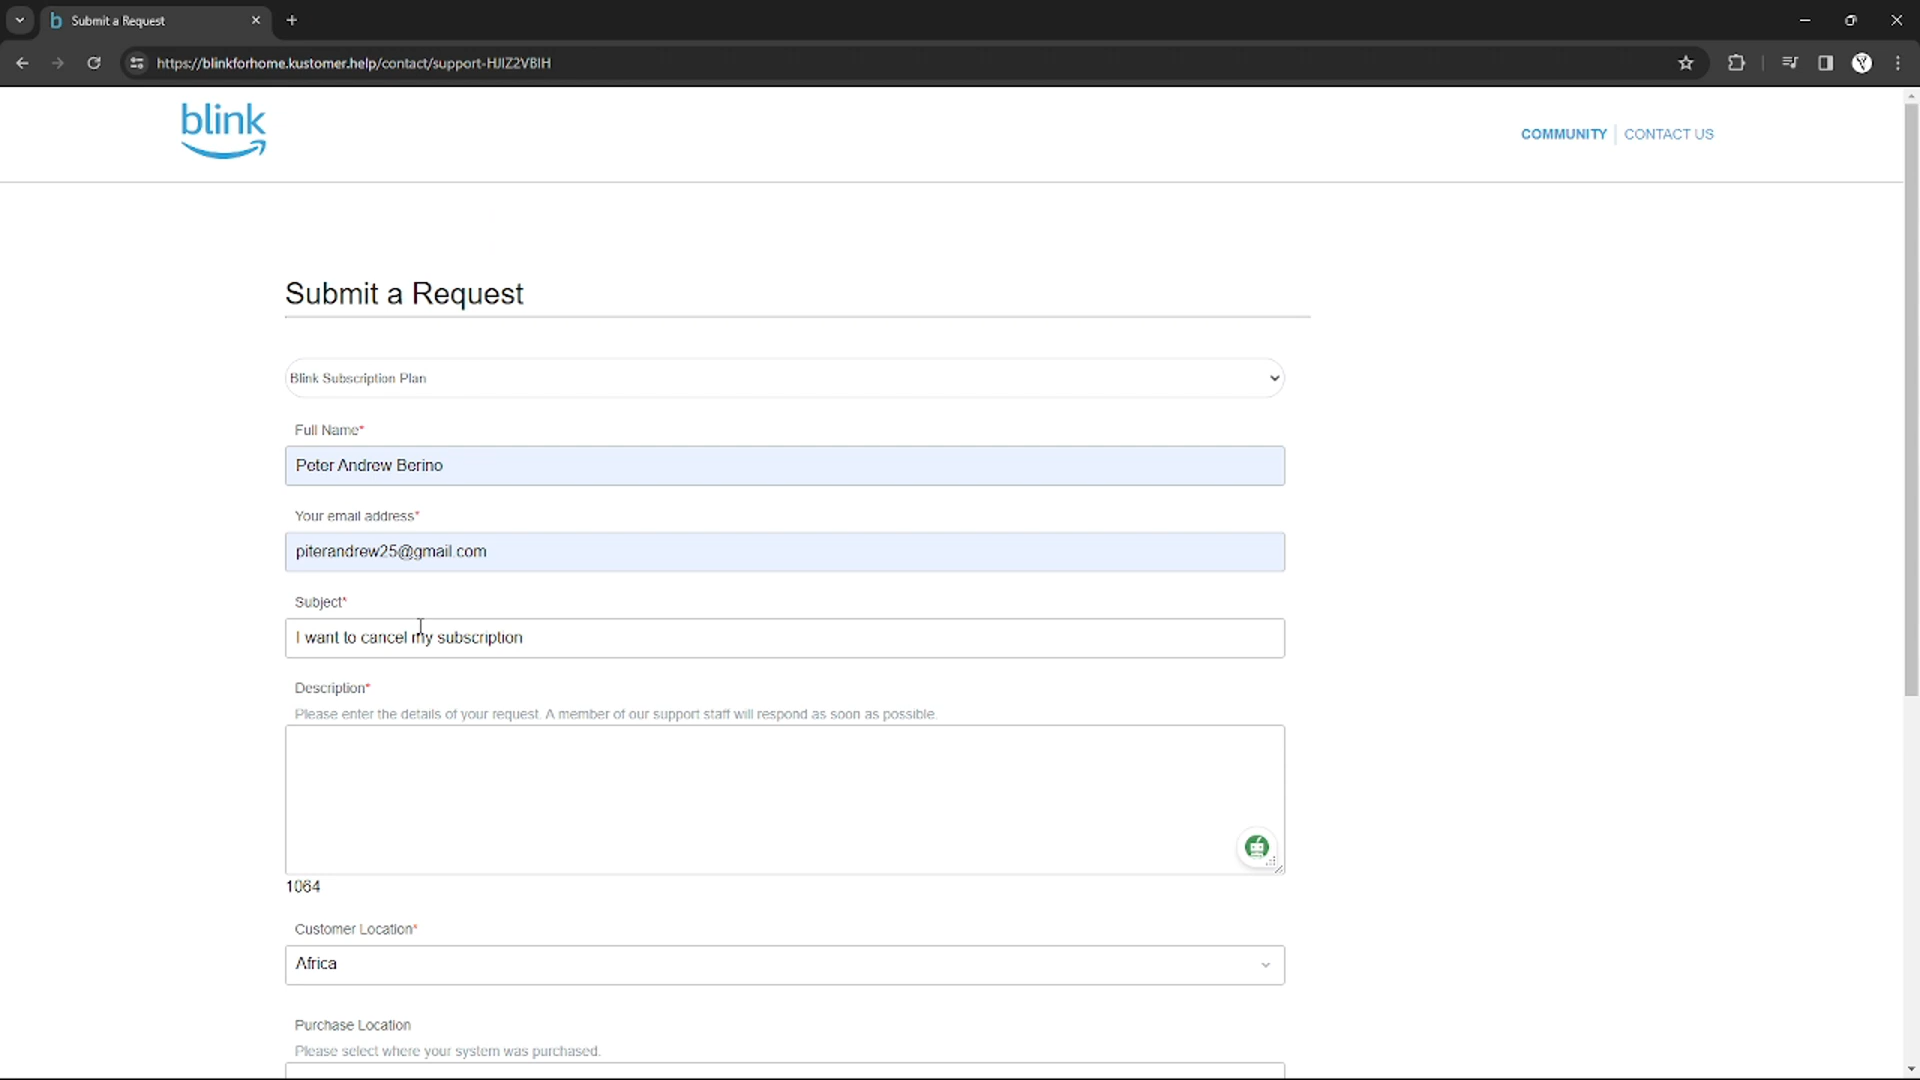 Submit a Request
https://blinkforhome.kustomer.help/contact/support-HJIZ2VBIH
blink
COMMUNITY
CONTACT US
Submit a Request
Blink Subscription Plan
Full Name*
Peter Andrew Berino
Your email address*
piterandrew25@gmail.com
Subject*
I want to cancel my subscription
Description*
Please enter the details of your request. A member of our support staff will respond as soon as possible.
1064
Customer Location*
Africa
Purchase Location
Please select where your system was purchased.